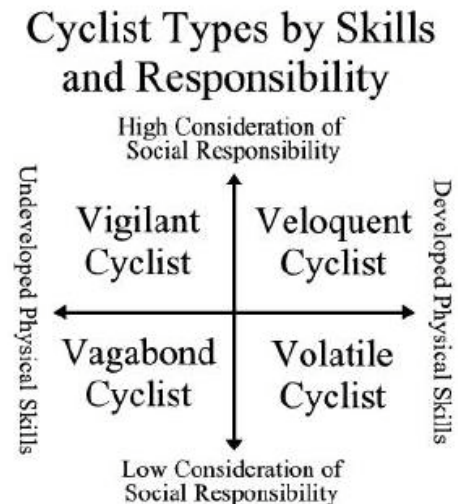 Cyclist Types by Skills
and Responsibility
High Consideration of
Social Responsibility
Undeveloped Physical Skills
Vigilant
Cyclist
Veloquent
Cyclist
Developed Physical Skills
Vagabond
Cyclist
Volatile
Cyclist
Low Consideration of
Social Responsibility